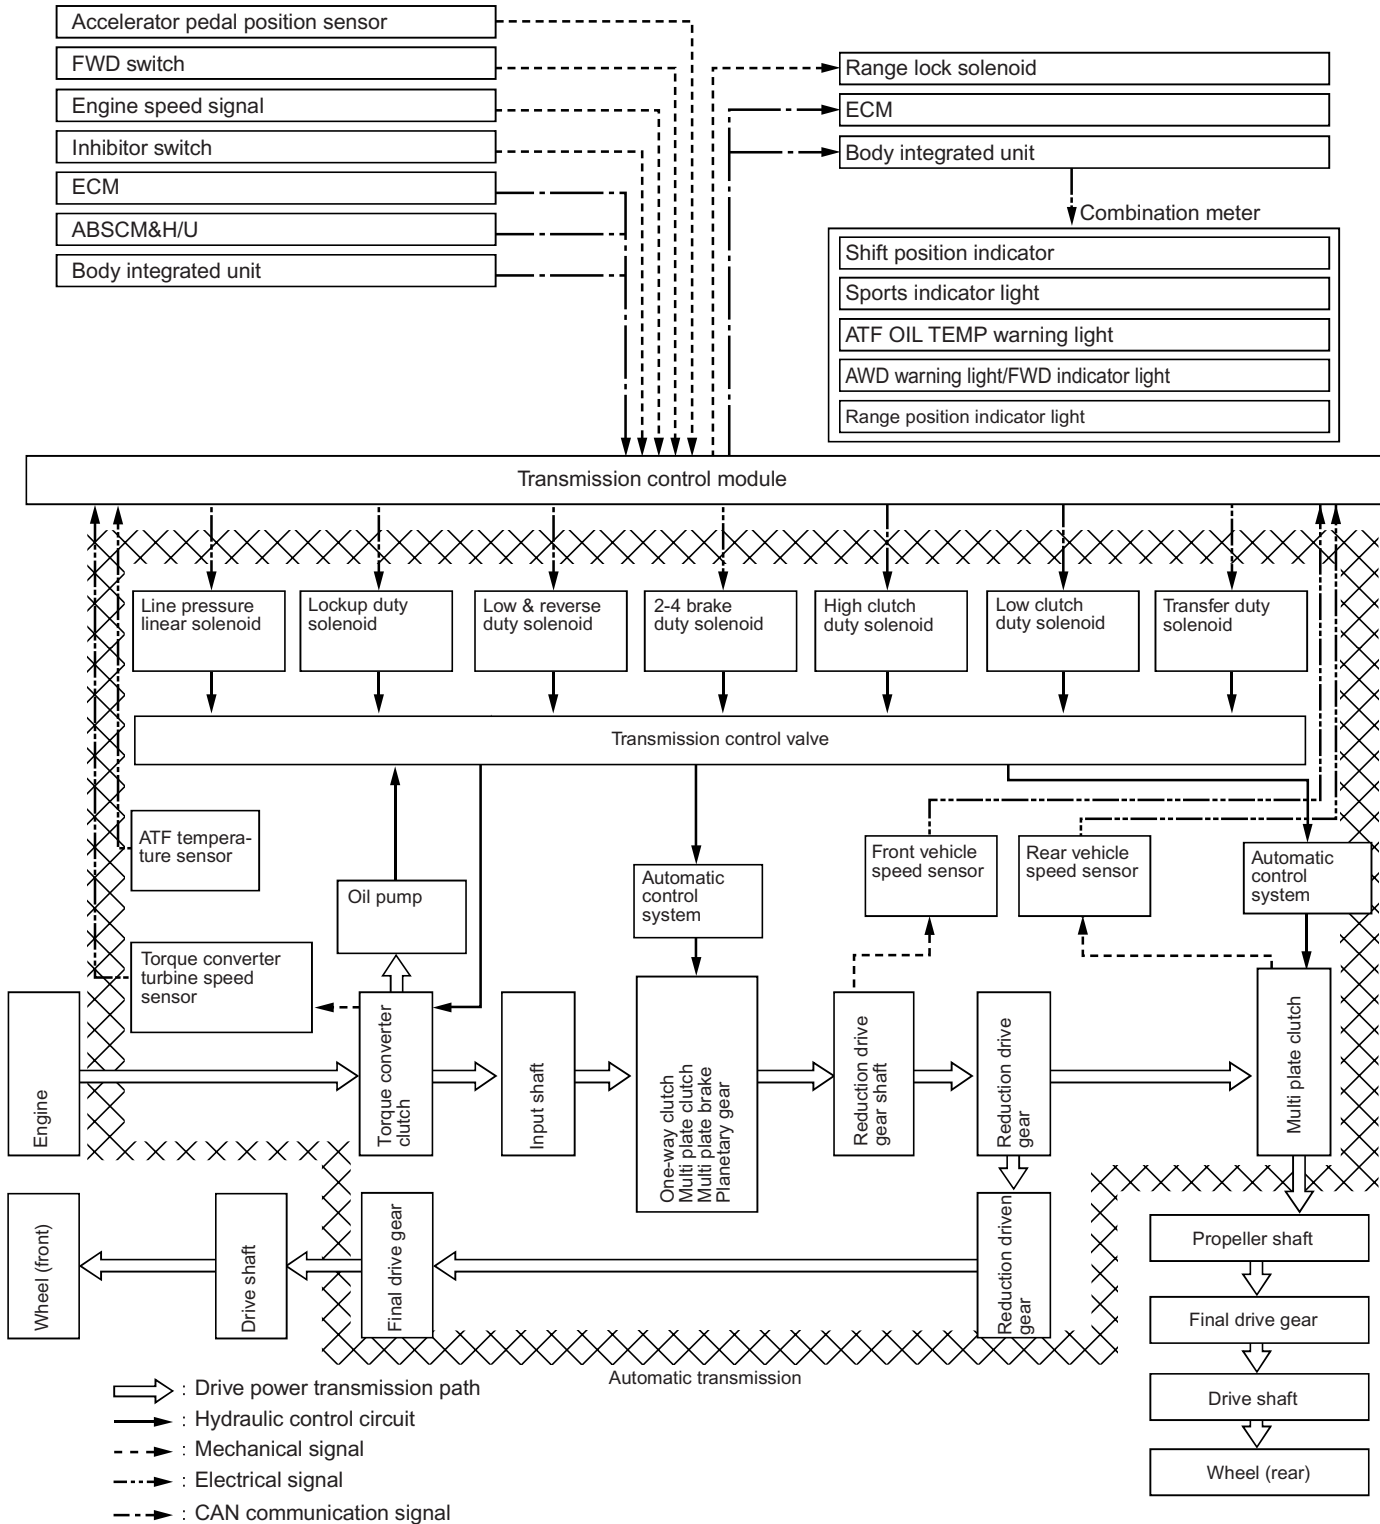 Accelerator pedal position sensor
FWD switch
Engine speed signal
Inhibitor switch
ECM
ABSCM&H/U
Body integrated unit
Range lock solenoid
ECM
Body integrated unit
Combination meter
Shift position indicator
Sports indicator light
ATF OIL TEMP warning light
AWD warning light/FWD indicator light
Range position indicator light
Transmission control module
Line pressure
linear solenoid
Lockup duty
solenoid
Low & reverse
duty solenoid
2-4 brake
duty solenoid
High clutch
duty solenoid
Low clutch
duty solenoid
Transfer duty
solenoid
Transmission control valve
ATF tempera-
ture sensor
Oil pump
Automatic
control
system
Front vehicle
speed sensor
Rear vehicle
speed sensor
Automatic
control
system
Torque converter
turbine speed
sensor
Engine
Torque converter
clutch
Input shaft
One-way clutch
Multi plate clutch
Multi plate brake
Planetary gear
Reduction drive
gear shaft
Reduction drive
gear
Multi plate clutch
Wheel (front)
Drive shaft
Final drive gear
Reduction driven
gear
Propeller shaft
Final drive gear
Drive shaft
Wheel (rear)
Automatic transmission
: Drive power transmission path
: Hydraulic control circuit
: Mechanical signal
: Electrical signal
: CAN communication signal